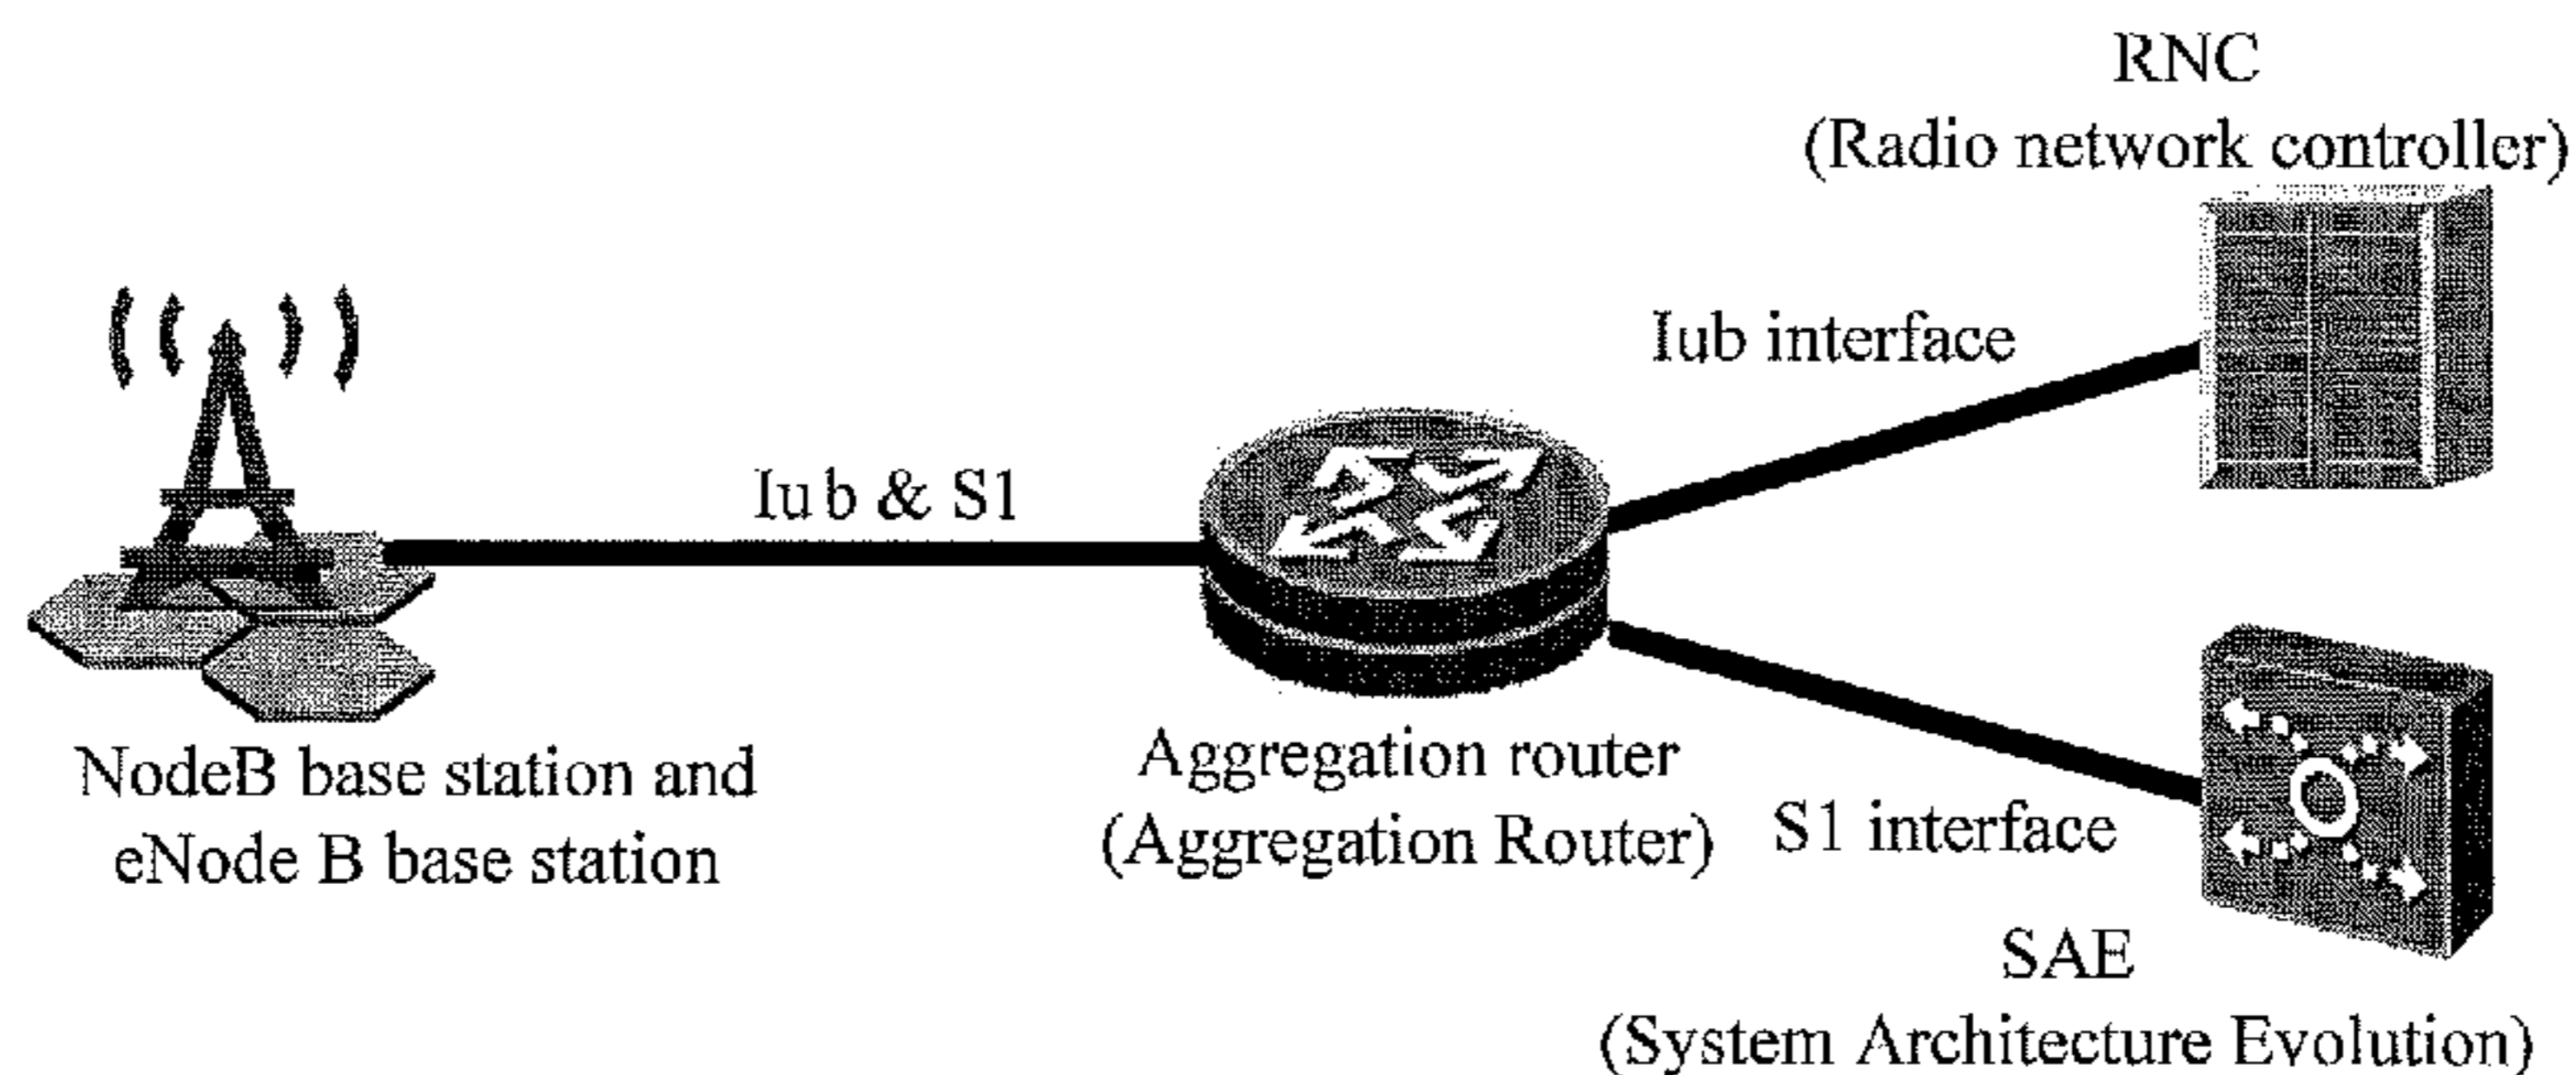 RNC
(Radio network controller)
Iub interface
Iub & S1
NodeB base station and
eNode B base station
Aggregation router
(Aggregation Router)
S1 interface
SAE
(System Architecture Evolution)